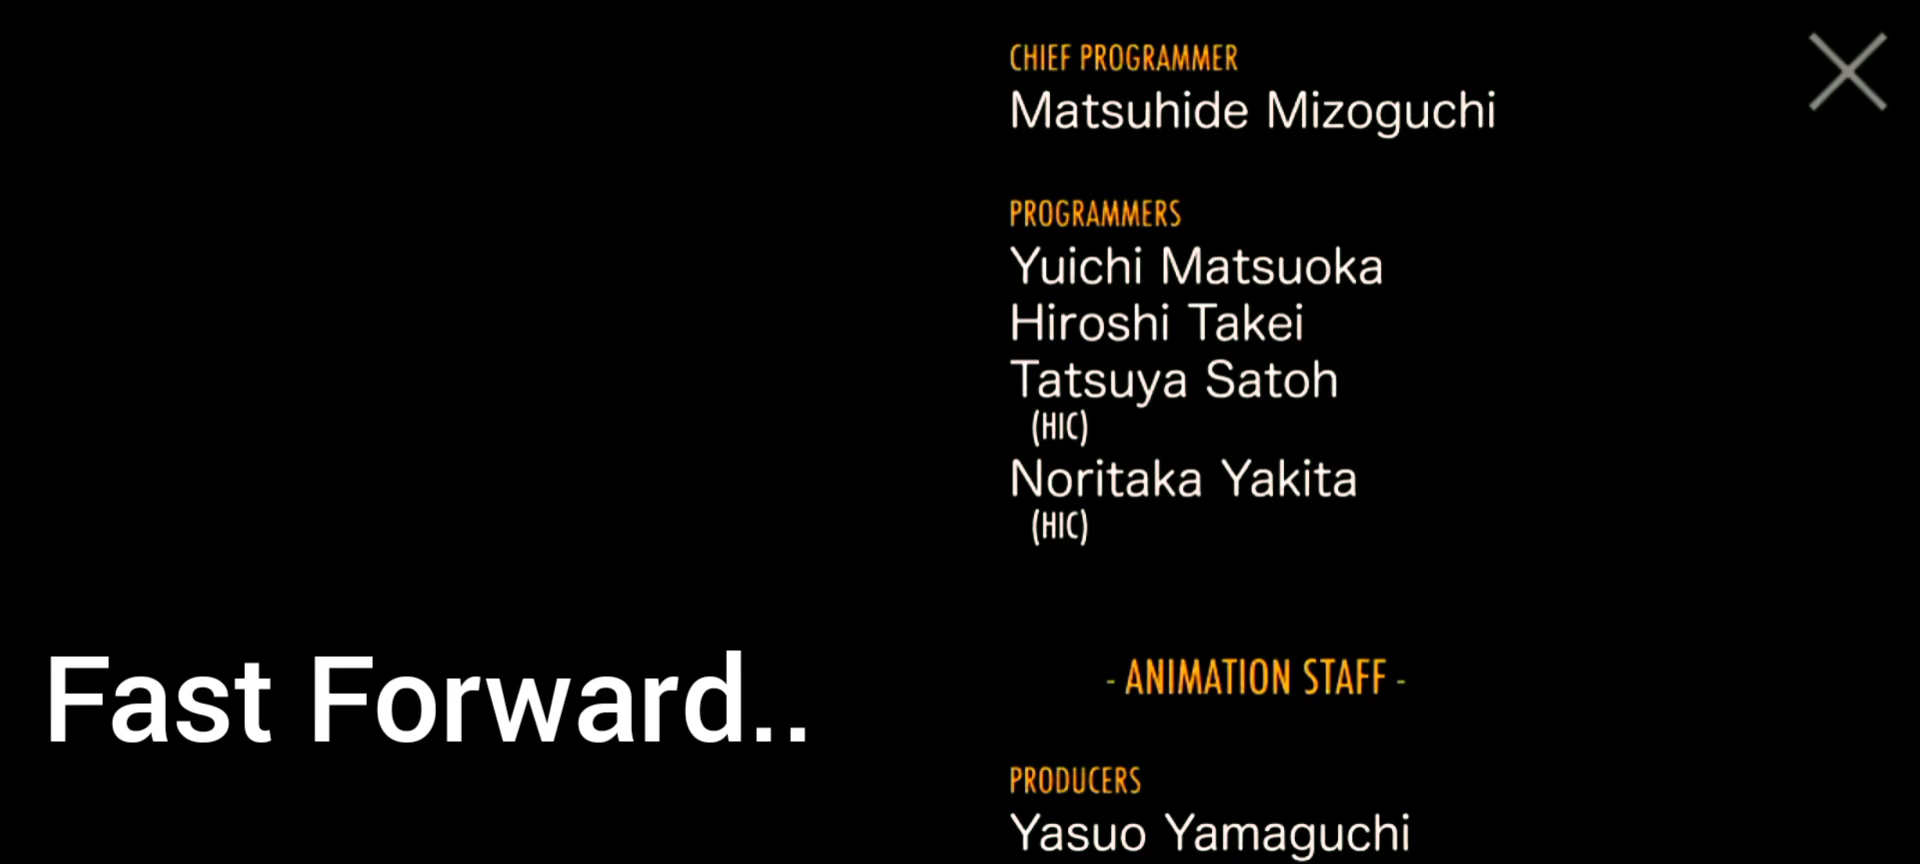 CHIEF PROGRAMMER
Matsuhide Mizoguchi
PROGRAMMERS
Yuichi Matsuoka
Hiroshi Takei
Tatsuya Satoh
(HIC)
Noritaka Yakita
(HIC)
Fast Forward..
- ANIMATION STAFF -
PRODUCERS
Yasuo Yamaguchi